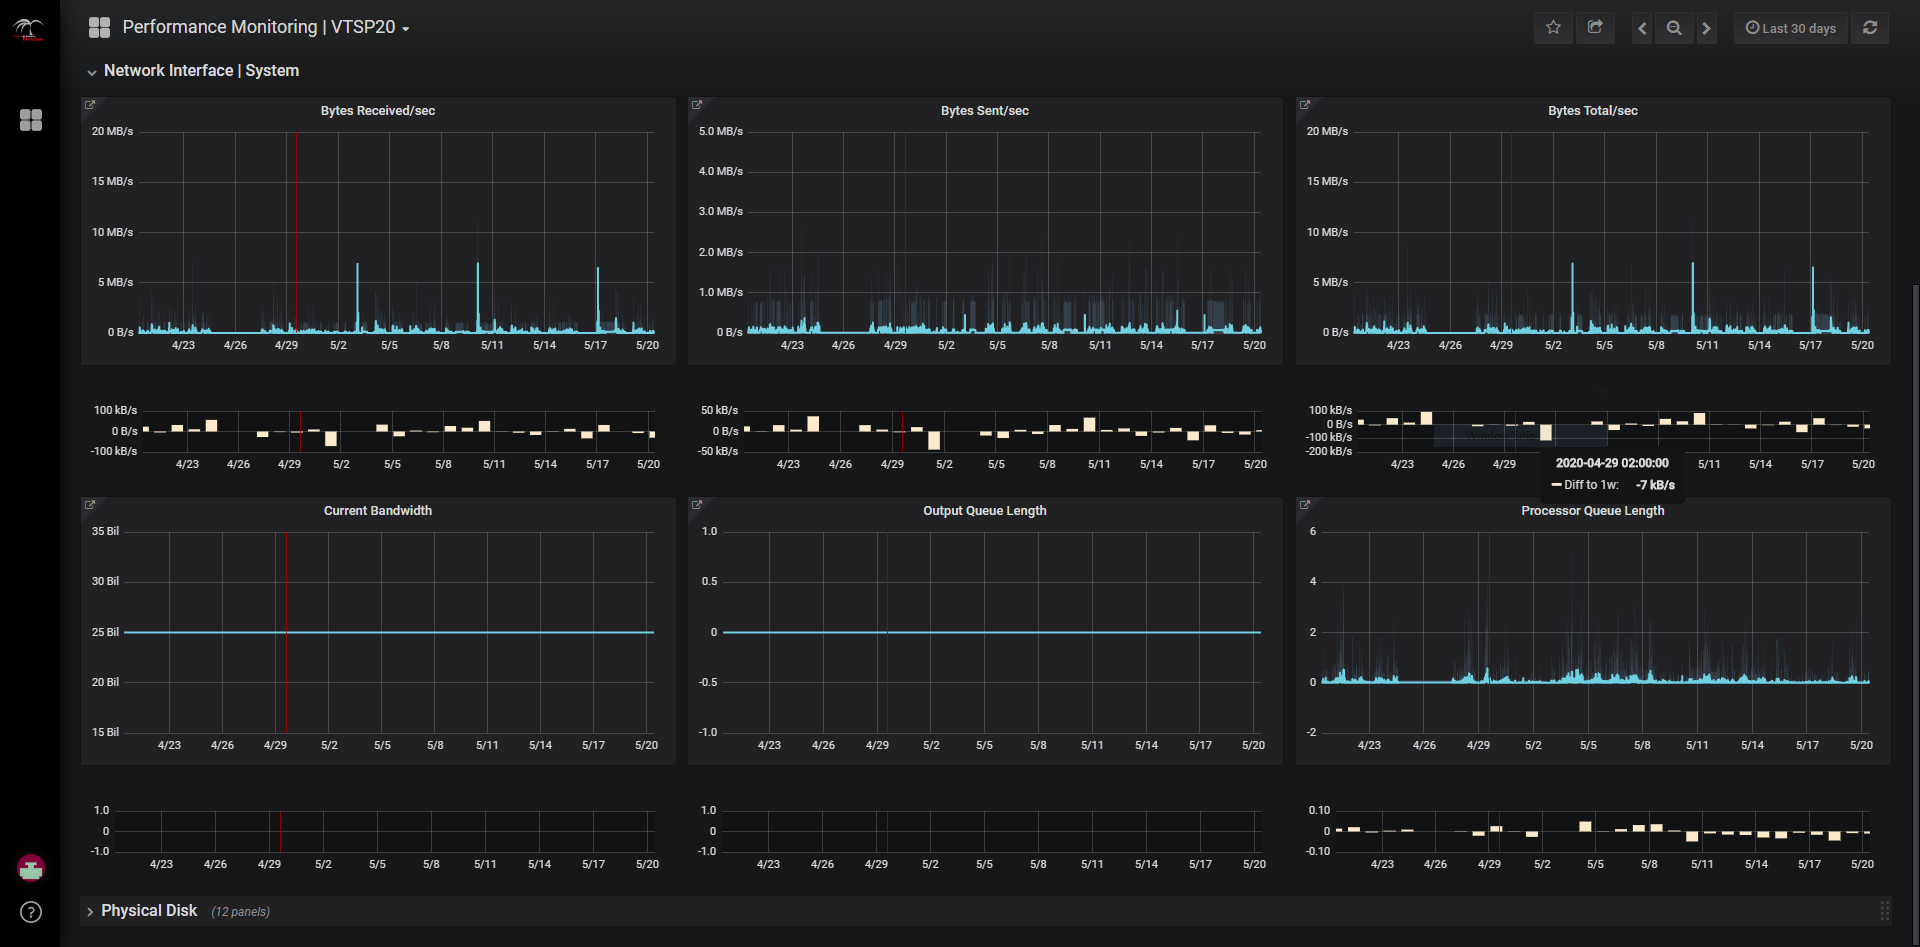 Performance Monitoring | VTSP20
Last 30 days
Network Interface | System
Bytes Received/sec
20 MB/s
15 MB/s
10 MB/s
5 MB/s
0 B/s
4/23 4/26 4/29 5/2 5/5 5/8 5/11 5/14 5/17 5/20
Bytes Sent/sec
5.0 MB/s
4.0 MB/s
3.0 MB/s
2.0 MB/s
1.0 MB/s
0 B/s
4/23 4/26 4/29 5/2 5/5 5/8 5/11 5/14 5/17 5/20
Bytes Total/sec
20 MB/s
15 MB/s
10 MB/s
5 MB/s
0 B/s
4/23 4/26 4/29 5/2 5/5 5/8 5/11 5/14 5/17 5/20
100 kB/s
0 B/s
-100 kB/s
4/23 4/26 4/29 5/2 5/5 5/8 5/11 5/14 5/17 5/20
50 kB/s
0 B/s
-50 kB/s
4/23 4/26 4/29 5/2 5/5 5/8 5/11 5/14 5/17 5/20
100 kB/s
0 B/s
-100 kB/s
-200 kB/s
4/23 4/26 4/29 5/11 5/14 5/17 5/20
2020-04-29 02:00:00
Diff to 1w: -7 kB/s
Current Bandwidth
35 Bil
30 Bil
25 Bil
20 Bil
15 Bil
4/23 4/26 4/29 5/2 5/5 5/8 5/11 5/14 5/17 5/20
Output Queue Length
1.0
0.5
0
-0.5
-1.0
4/23 4/26 4/29 5/2 5/5 5/8 5/11 5/14 5/17 5/20
Processor Queue Length
6
4
2
0
-2
4/23 4/26 4/29 5/2 5/5 5/8 5/11 5/14 5/17 5/20
1.0
0
-1.0
4/23 4/26 4/29 5/2 5/5 5/8 5/11 5/14 5/17 5/20
1.0
0
-1.0
4/23 4/26 4/29 5/2 5/5 5/8 5/11 5/14 5/17 5/20
0.10
0
-0.10
4/23 4/26 4/29 5/2 5/5 5/8 5/11 5/14 5/17 5/20
Physical Disk (12 panels)